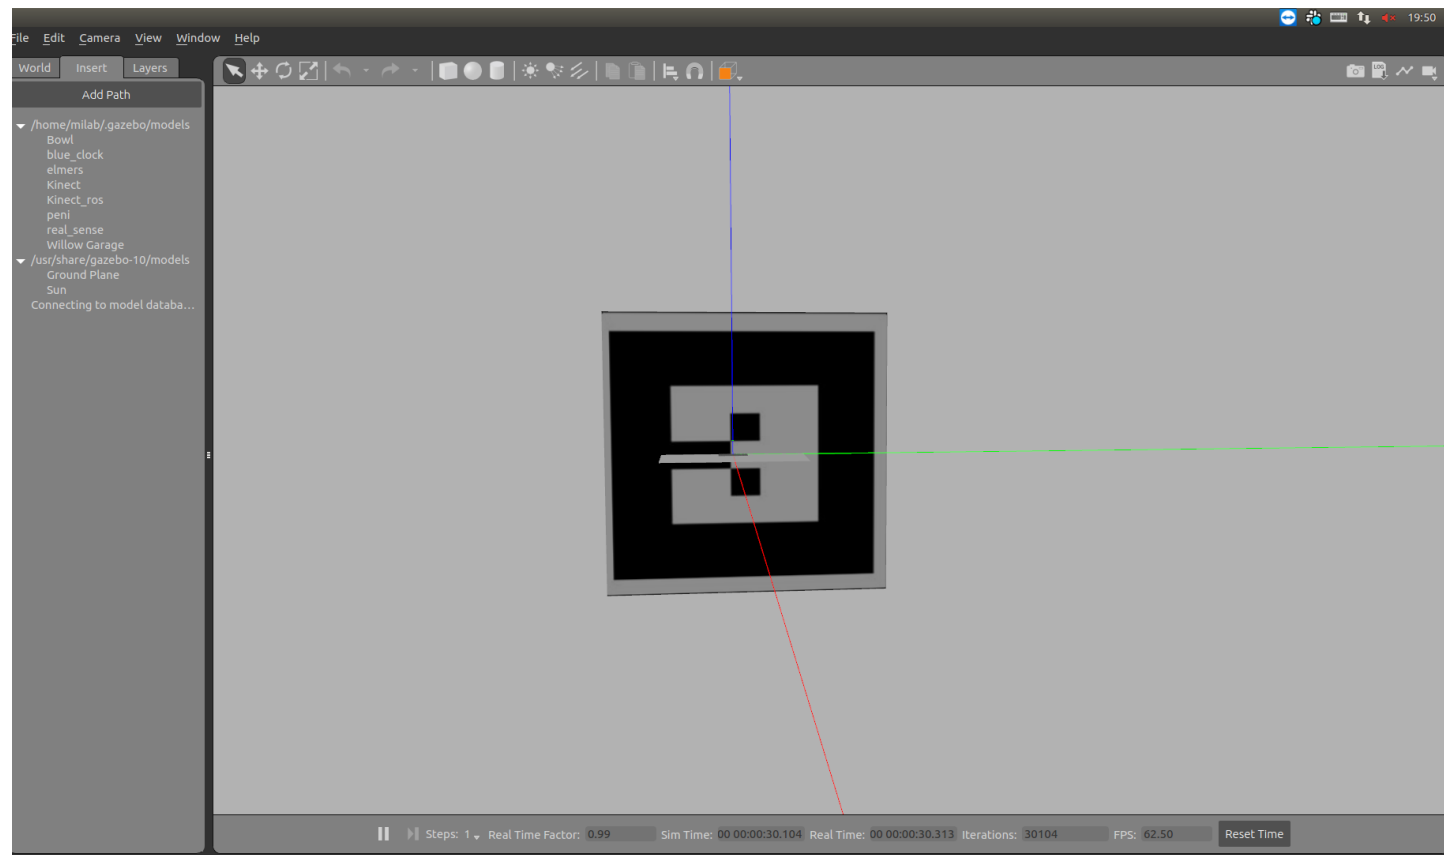 19:50
File Edit Camera View Window Help
World Insert Layers
LOG
Add Path
/home/milab/.gazebo/models
Bowl
blue_clock
elmers
Kinect
Kinect_ros
peni
real_sense
Willow Garage
/usr/share/gazebo-10/models
Ground Plane
Sun
Connecting to model databa...
Steps: 1 Real Time Factor: 0.99 Sim Time: 00 00:00:30.104 Real Time: 00 00:00:30.313 Iterations: 30104 FPS: 62.50 Reset Time